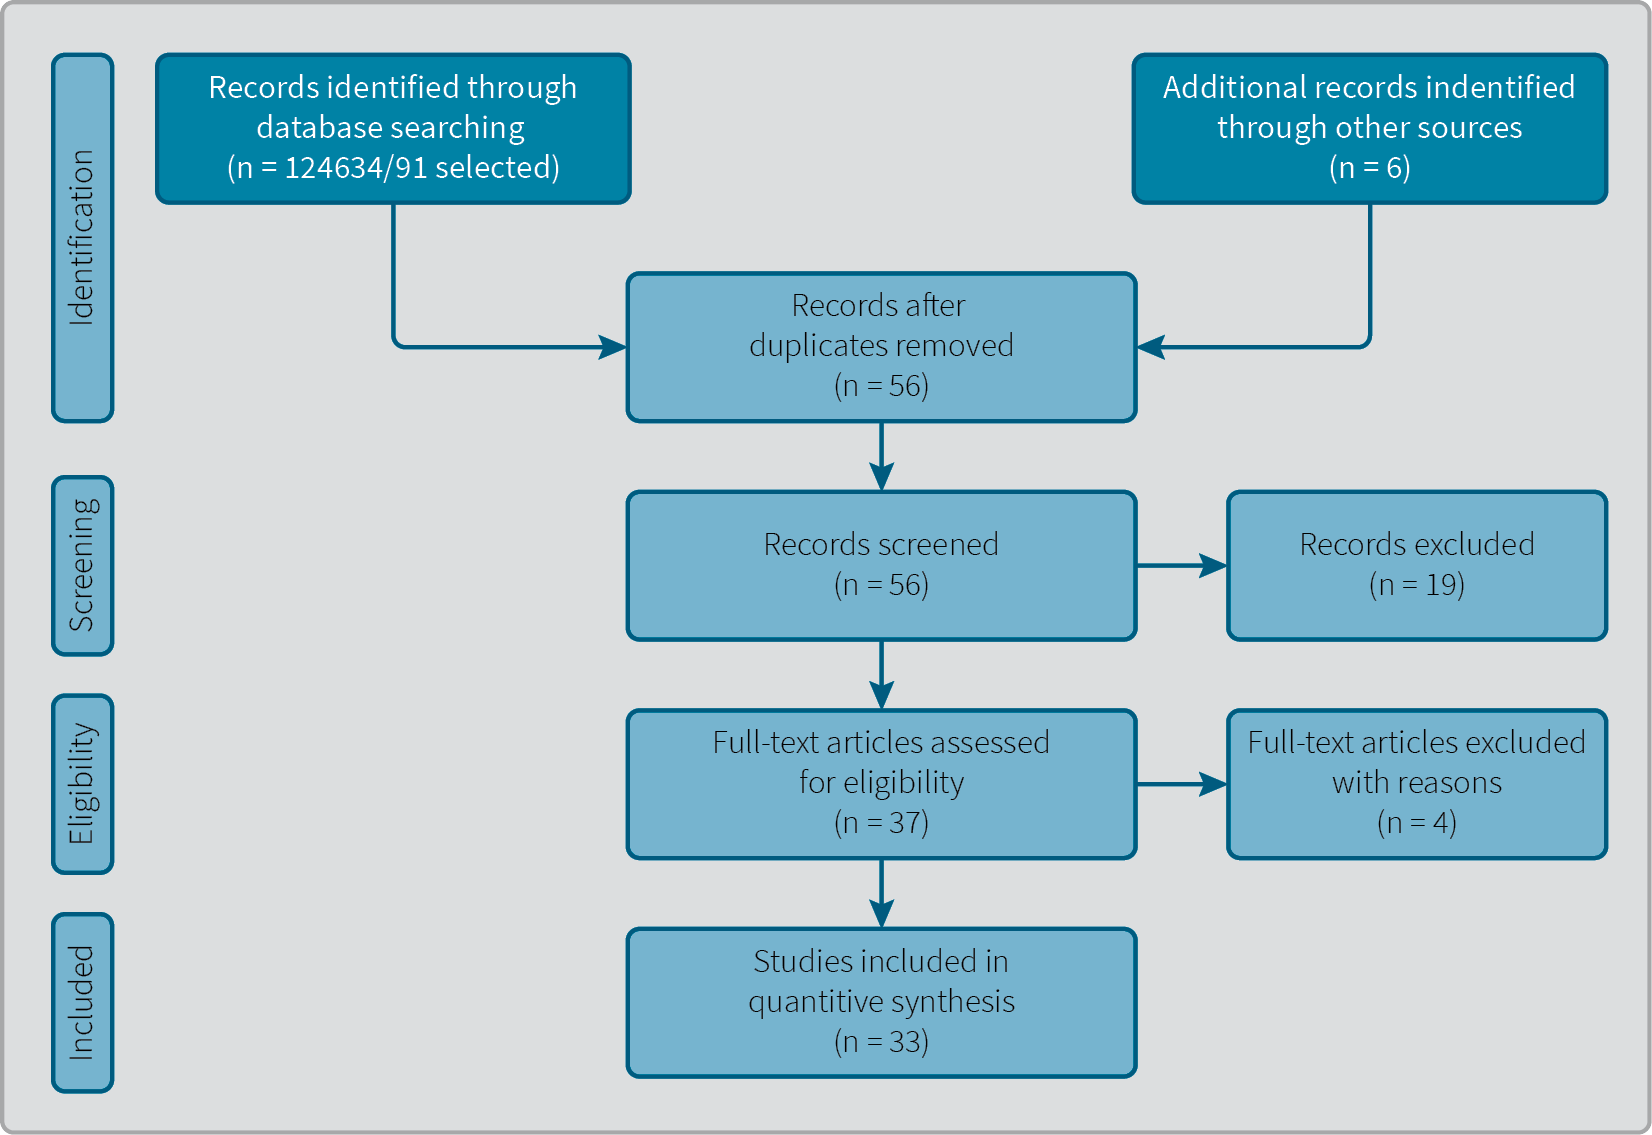 Identification
Records identified through
database searching
(n = 124634/91 selected)
Additional records indentified
through other sources
(n = 6)
Records after
duplicates removed
(n = 56)
Screening
Records screened
(n = 56)
Records excluded
(n = 19)
Eligibility
Full-text articles assessed
for eligibility
(n = 37)
Full-text articles excluded
with reasons
(n = 4)
Included
Studies included in
quantitive synthesis
(n = 33)